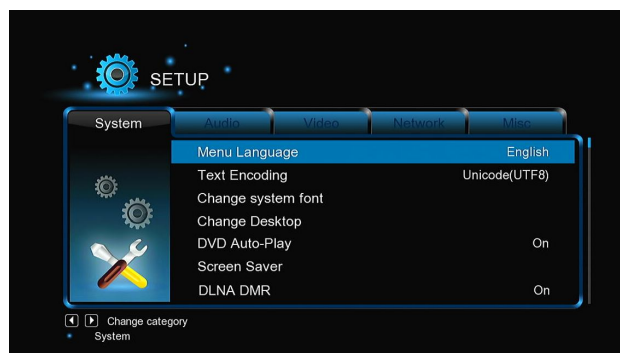 SETUP
System Audio Video Network Misc
Menu Language English
Text Encoding Unicode(UTF8)
Change system font
Change Desktop
DVD Auto-Play On
Screen Saver
DLNA DMR On
Change category
System